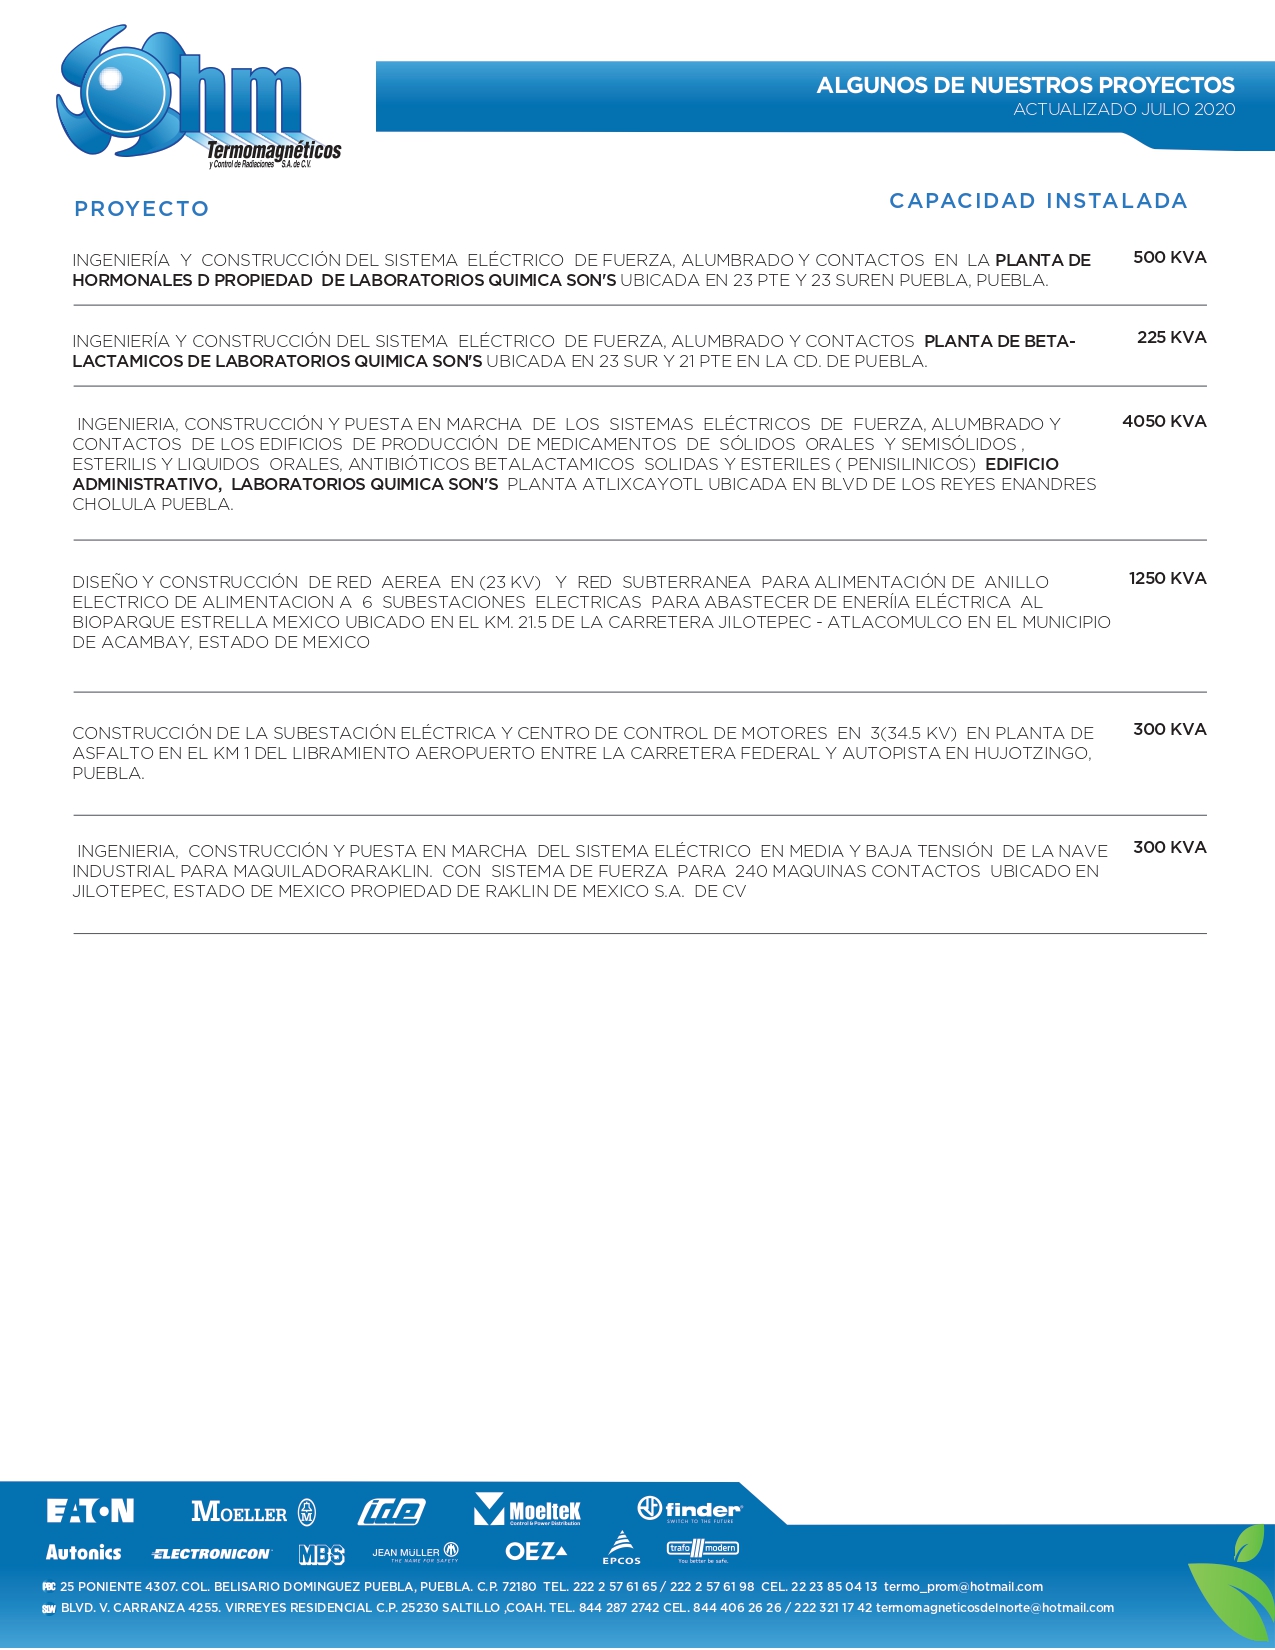 Ohm
Termomagnéticos
y Control de Radiaciones S.A. de C.V.
ALGUNOS DE NUESTROS PROYECTOS
ACTUALIZADO JULIO 2020
PROYECTO
CAPACIDAD INSTALADA
INGENIERÍA Y CONSTRUCCIÓN DEL SISTEMA ELÉCTRICO DE FUERZA, ALUMBRADO Y CONTACTOS EN LA PLANTA DE
HORMONALES D PROPIEDAD DE LABORATORIOS QUIMICA SON'S UBICADA EN 23 PTE Y 23 SUREN PUEBLA, PUEBLA.
500 KVA
INGENIERÍA Y CONSTRUCCIÓN DEL SISTEMA ELÉCTRICO DE FUERZA, ALUMBRADO Y CONTACTOS PLANTA DE BETA-
LACTAMICOS DE LABORATORIOS QUIMICA SON'S UBICADA EN 23 SUR Y 21 PTE EN LA CD. DE PUEBLA.
225 KVA
INGENIERIA, CONSTRUCCIÓN Y PUESTA EN MARCHA DE LOS SISTEMAS ELÉCTRICOS DE FUERZA, ALUMBRADO Y
CONTACTOS DE LOS EDIFICIOS DE PRODUCCIÓN DE MEDICAMENTOS DE SÓLIDOS ORALES Y SEMISÓLIDOS ,
ESTERILIS Y LIQUIDOS ORALES, ANTIBIÓTICOS BETALACTAMICOS SOLIDAS Y ESTERILES ( PENISILINICOS) EDIFICIO
ADMINISTRATIVO, LABORATORIOS QUIMICA SON'S PLANTA ATLIXCAYOTL UBICADA EN BLVD DE LOS REYES ENANDRES
CHOLULA PUEBLA.
4050 KVA
DISEÑO Y CONSTRUCCIÓN DE RED AEREA EN (23 KV) Y RED SUBTERRANEA PARA ALIMENTACIÓN DE ANILLO
ELECTRICO DE ALIMENTACION A 6 SUBESTACIONES ELECTRICAS PARA ABASTECER DE ENERÍIA ELÉCTRICA AL
BIOPARQUE ESTRELLA MEXICO UBICADO EN EL KM. 21.5 DE LA CARRETERA JILOTEPEC - ATLACOMULCO EN EL MUNICIPIO
DE ACAMBAY, ESTADO DE MEXICO
1250 KVA
CONSTRUCCIÓN DE LA SUBESTACIÓN ELÉCTRICA Y CENTRO DE CONTROL DE MOTORES EN 3(34.5 KV) EN PLANTA DE
ASFALTO EN EL KM 1 DEL LIBRAMIENTO AEROPUERTO ENTRE LA CARRETERA FEDERAL Y AUTOPISTA EN HUJOTZINGO,
PUEBLA.
300 KVA
INGENIERIA, CONSTRUCCIÓN Y PUESTA EN MARCHA DEL SISTEMA ELÉCTRICO EN MEDIA Y BAJA TENSIÓN DE LA NAVE
INDUSTRIAL PARA MAQUILADORARAKLIN. CON SISTEMA DE FUERZA PARA 240 MAQUINAS CONTACTOS UBICADO EN
JILOTEPEC, ESTADO DE MEXICO PROPIEDAD DE RAKLIN DE MEXICO S.A. DE CV
300 KVA
EATON MOELLER ide MoelteK finder
Control & Power Distribution
SWITCH TO THE FUTURE
Autonics ELECTRONICON MBS JEAN MÜLLER OEZ EPCOS trafo modern
THE NAME FOR SAFETY
You better be safe.
PBC 25 PONIENTE 4307. COL. BELISARIO DOMINGUEZ PUEBLA, PUEBLA. C.P. 72180 TEL. 222 2 57 61 65 / 222 2 57 61 98 CEL. 22 23 85 04 13 termo_prom@hotmail.com
SLW BLVD. V. CARRANZA 4255. VIRREYES RESIDENCIAL C.P. 25230 SALTILLO ,COAH. TEL. 844 287 2742 CEL. 844 406 26 26 / 222 321 17 42 termomagneticosdelnorte@hotmail.com